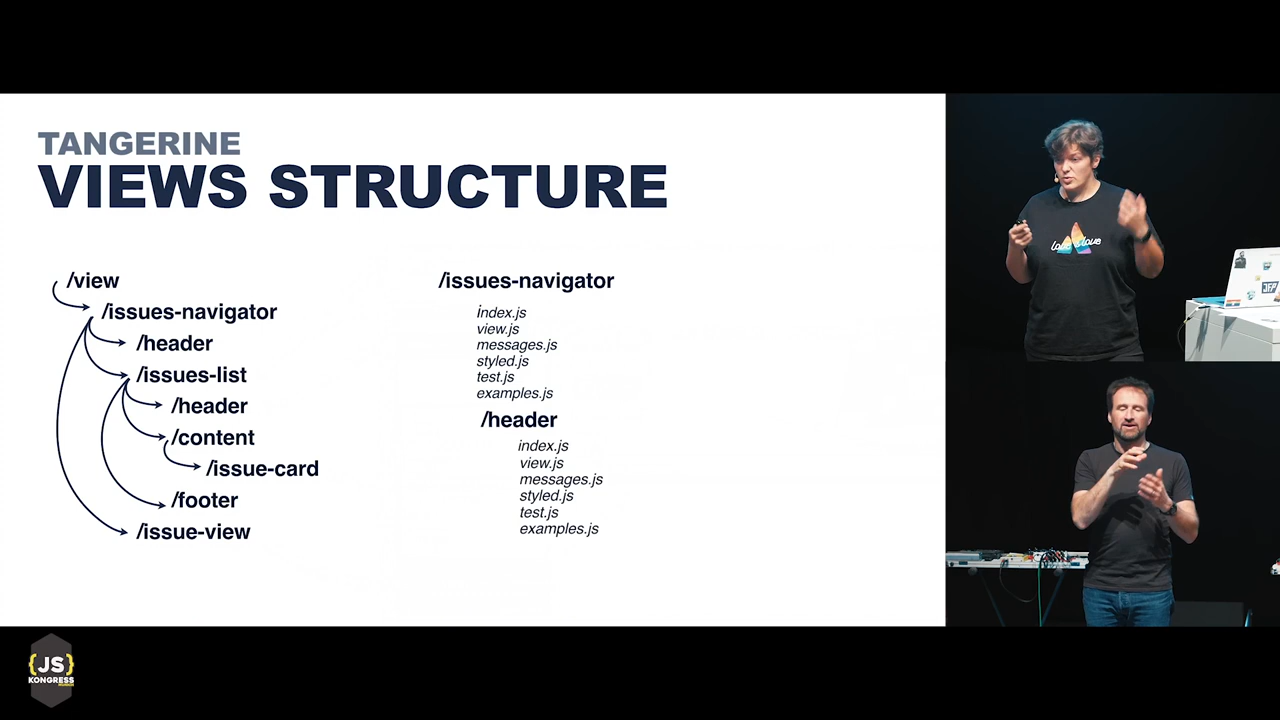 TANGERINE
VIEWS STRUCTURE
/view
/issues-navigator
/header
/issues-list
/header
/content
/issue-card
/footer
/issue-view
/issues-navigator
index.js
view.js
messages.js
styled.js
test.js
examples.js
/header
index.js
view.js
messages.js
styled.js
test.js
examples.js
{JS}
KONGRESS